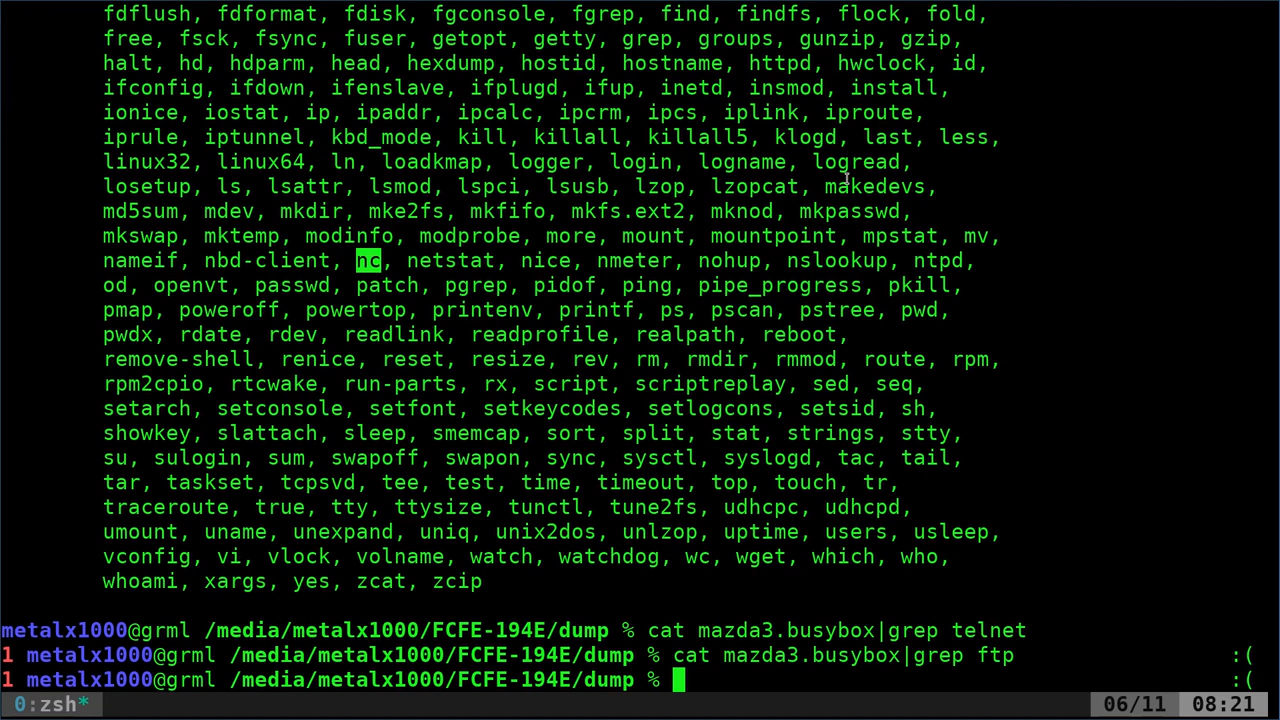 fdflush, fdformat, fdisk, fgconsole, fgrep, find, findfs, flock, fold,
free, fsck, fsync, fuser, getopt, getty, grep, groups, gunzip, gzip,
halt, hd, hdparm, head, hexdump, hostid, hostname, httpd, hwclock, id,
ifconfig, ifdown, ifenslave, ifplugd, ifup, inetd, insmod, install,
ionice, iostat, ip, ipaddr, ipcalc, ipcrm, ipcs, iplink, iproute,
iprule, iptunnel, kbd_mode, kill, killall, killall5, klogd, last, less,
linux32, linux64, ln, loadkmap, logger, login, logname, logread,
losetup, ls, lsattr, lsmod, lspci, lsusb, lzop, lzopcat, makedevs,
md5sum, mdev, mkdir, mke2fs, mkfifo, mkfs.ext2, mknod, mkpasswd,
mkswap, mktemp, modinfo, modprobe, more, mount, mountpoint, mpstat, mv,
nameif, nbd-client, nc, netstat, nice, nmeter, nohup, nslookup, ntpd,
od, openvt, passwd, patch, pgrep, pidof, ping, pipe_progress, pkill,
pmap, poweroff, powertop, printenv, printf, ps, pscan, pstree, pwd,
pwdx, rdate, rdev, readlink, readprofile, realpath, reboot,
remove-shell, renice, reset, resize, rev, rm, rmdir, rmmod, route, rpm,
rpm2cpio, rtcwake, run-parts, rx, script, scriptreplay, sed, seq,
setarch, setconsole, setfont, setkeycodes, setlogcons, setsid, sh,
showkey, slattach, sleep, smemcap, sort, split, stat, strings, stty,
su, sulogin, sum, swapoff, swapon, sync, sysctl, syslogd, tac, tail,
tar, taskset, tcpsvd, tee, test, time, timeout, top, touch, tr,
traceroute, true, tty, ttysize, tunctl, tune2fs, udhcpc, udhcpd,
umount, uname, unexpand, uniq, unix2dos, unlzop, uptime, users, usleep,
vconfig, vi, vlock, volname, watch, watchdog, wc, wget, which, who,
whoami, xargs, yes, zcat, zcip
metalx1000@grml /media/metalx1000/FCFE-194E/dump % cat mazda3.busybox|grep telnet
1 metalx1000@grml /media/metalx1000/FCFE-194E/dump % cat mazda3.busybox|grep ftp :(
1 metalx1000@grml /media/metalx1000/FCFE-194E/dump % :(
0:zsh* 06/11 08:21